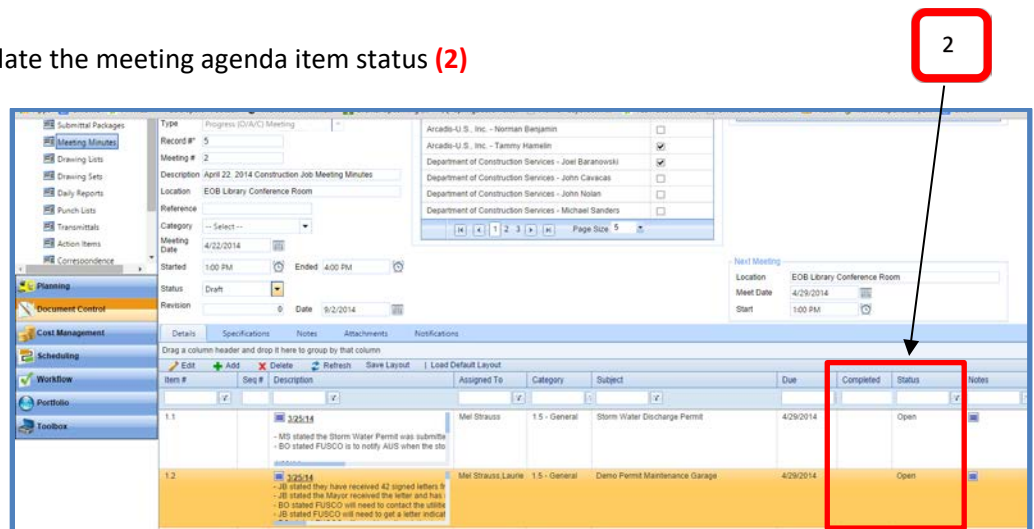 2
late the meeting agenda item status (2)
Submittal Packages
Meeting Minutes
Drawing Lists
Drawing Sets
Daily Reports
Punch Lists
Transmittals
Action Items
Correspondence
Planning
Document Control
Cost Management
Scheduling
Workflow
Portfolio
Toolbox
Type Progress (O/A/C) Meeting
Record #* 5
Meeting # 2
Description April 22, 2014 Construction Job Meeting Minutes
Location EOB Library Conference Room
Reference
Category -- Select --
Meeting Date 4/22/2014
Started 1:00 PM Ended 4:00 PM
Status Draft
Revision 0 Date 9/2/2014
Arcadis-U.S., Inc. - Norman Benjamin
Arcadis-U.S., Inc. - Tammy Hamelin
Department of Construction Services - Joel Baranowski
Department of Construction Services - John Cavacas
Department of Construction Services - John Nolan
Department of Construction Services - Michael Sanders
1 2 3 Page Size 5
Next Meeting
Location EOB Library Conference Room
Meet Date 4/29/2014
Start 1:00 PM
Details Specifications Notes Attachments Notifications
Drag a column header and drop it here to group by that column
Edit Add Delete Refresh Save Layout | Load Default Layout
Item # Seq # Description Assigned To Category Subject Due Completed Status Notes
1.1 3/25/14 Mel Strauss 1.5 - General Storm Water Discharge Permit 4/29/2014 Open
- MS stated the Storm Water Permit was submitte
- BO stated FUSCO is to notify AUS when the sto
1.2 3/25/14 Mel Strauss,Laurie 1.5 - General Demo Permit Maintenance Garage 4/29/2014 Open
- JB stated they have received 42 signed letters fr
- JB stated the Mayor received the letter and has
- BO stated FUSCO will need to contact the utilitie
- JB stated FUSCO will need to get a letter indicat